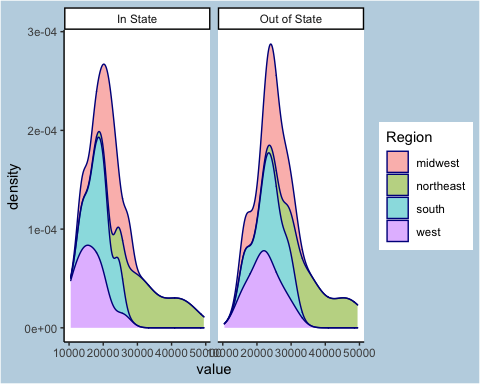 In State Out of State
3e-04
2e-04
1e-04
0e+00
density
10000 20000 30000 40000 50000 10000 20000 30000 40000 50000
value
Region
midwest
northeast
south
west